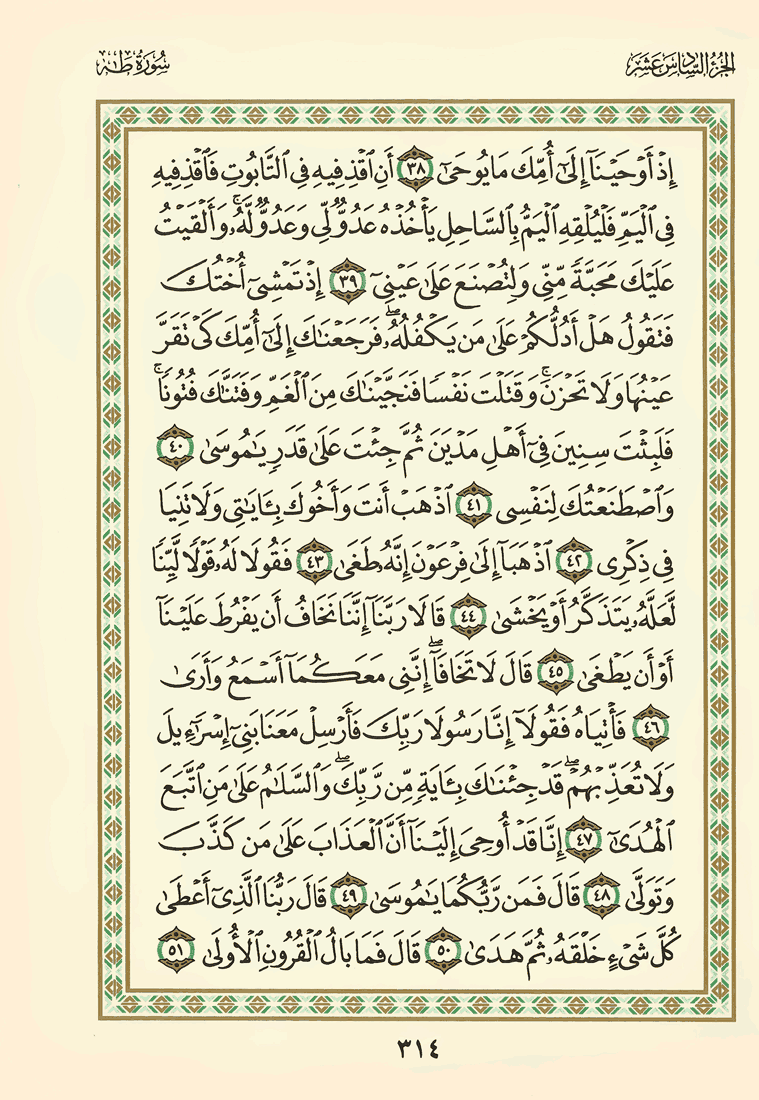 الجزء السادس عشر
سورة طه
إِذْ أَوْحَيْنَآ إِلَىٰٓ أُمِّكَ مَا يُوحَىٰٓ ٣٨ أَنِ ٱقْذِفِيهِ فِى ٱلتَّابُوتِ فَٱقْذِفِيهِ
فِى ٱلْيَمِّ فَلْيُلْقِهِ ٱلْيَمُّ بِٱلسَّاحِلِ يَأْخُذْهُ عَدُوٌّ لِّى وَعَدُوٌّ لَّهُۥۚ وَأَلْقَيْتُ
عَلَيْكَ مَحَبَّةً مِّنِّى وَلِتُصْنَعَ عَلَىٰ عَيْنِىٓ ٣٩ إِذْ تَمْشِىٓ أُخْتُكَ
فَتَقُولُ هَلْ أَدُلُّكُمْ عَلَىٰ مَن يَكْفُلُهُۥۖ فَرَجَعْنَٰكَ إِلَىٰٓ أُمِّكَ كَىْ تَقَرَّ
عَيْنُهَا وَلَا تَحْزَنَۚ وَقَتَلْتَ نَفْسًا فَنَجَّيْنَٰكَ مِنَ ٱلْغَمِّ وَفَتَنَّٰكَ فُتُونًاۚ
فَلَبِثْتَ سِنِينَ فِىٓ أَهْلِ مَدْيَنَ ثُمَّ جِئْتَ عَلَىٰ قَدَرٍ يَٰمُوسَىٰ ٤٠
وَٱصْطَنَعْتُكَ لِنَفْسِى ٤١ ٱذْهَبْ أَنتَ وَأَخُوكَ بِـَٔايَٰتِى وَلَا تَنِيَا
فِى ذِكْرِى ٤٢ ٱذْهَبَآ إِلَىٰ فِرْعَوْنَ إِنَّهُۥ طَغَىٰ ٤٣ فَقُولَا لَهُۥ قَوْلًا لَّيِّنًا
لَّعَلَّهُۥ يَتَذَكَّرُ أَوْ يَخْشَىٰ ٤٤ قَالَا رَبَّنَآ إِنَّنَا نَخَافُ أَن يَفْرُطَ عَلَيْنَآ
أَوْ أَن يَطْغَىٰ ٤٥ قَالَ لَا تَخَافَآۖ إِنَّنِى مَعَكُمَآ أَسْمَعُ وَأَرَىٰ
٤٦ فَأْتِيَاهُ فَقُولَآ إِنَّا رَسُولَا رَبِّكَ فَأَرْسِلْ مَعَنَا بَنِىٓ إِسْرَٰٓءِيلَ
وَلَا تُعَذِّبْهُمْۖ قَدْ جِئْنَٰكَ بِـَٔايَةٍ مِّن رَّبِّكَۖ وَٱلسَّلَٰمُ عَلَىٰ مَنِ ٱتَّبَعَ
ٱلْهُدَىٰٓ ٤٧ إِنَّا قَدْ أُوحِىَ إِلَيْنَآ أَنَّ ٱلْعَذَابَ عَلَىٰ مَن كَذَّبَ
وَتَوَلَّىٰ ٤٨ قَالَ فَمَن رَّبُّكُمَا يَٰمُوسَىٰ ٤٩ قَالَ رَبُّنَا ٱلَّذِىٓ أَعْطَىٰ
كُلَّ شَىْءٍ خَلْقَهُۥ ثُمَّ هَدَىٰ ٥٠ قَالَ فَمَا بَالُ ٱلْقُرُونِ ٱلْأُولَىٰ ٥١
٣١٤